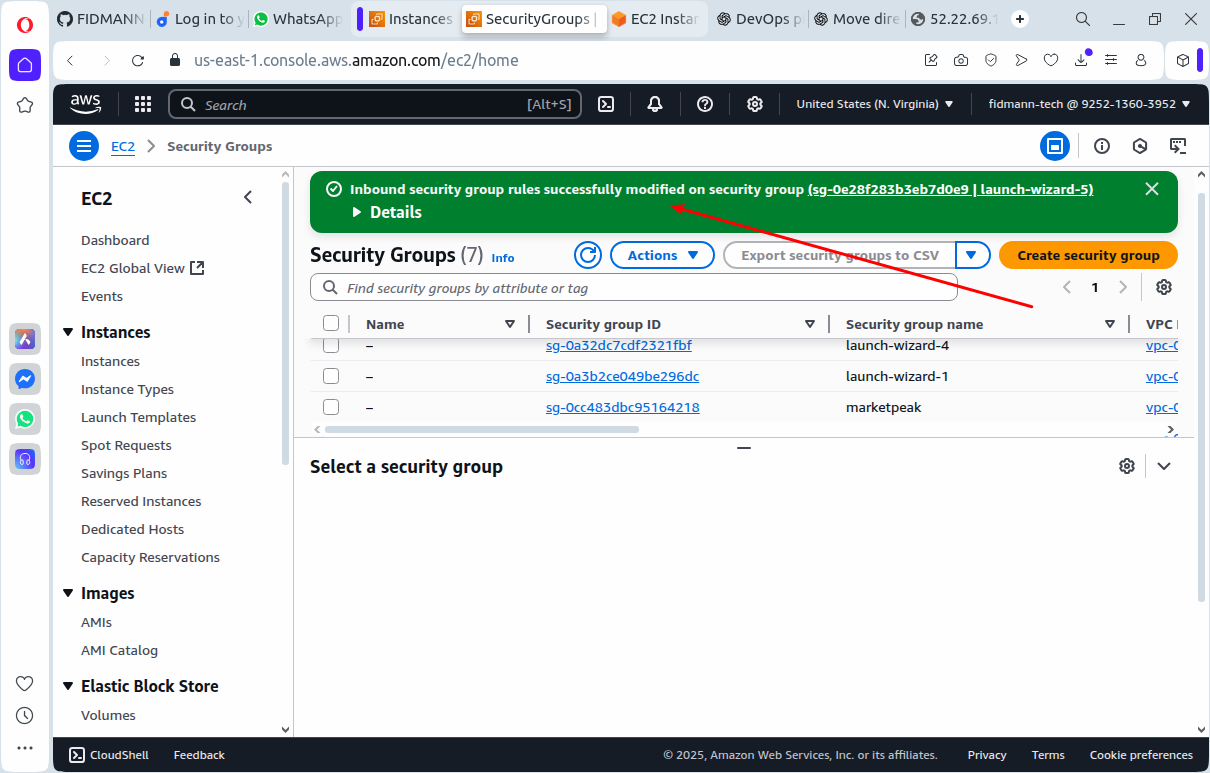 FIDMANN
Log in to y
WhatsApp
Instances
SecurityGroups |
EC2 Instan
DevOps p
Move dire
52.22.69.1
us-east-1.console.aws.amazon.com/ec2/home
aws
Search
[Alt+S]
United States (N. Virginia)
fidmann-tech @ 9252-1360-3952
EC2
Security Groups
EC2
Dashboard
EC2 Global View
Events
Instances
Instances
Instance Types
Launch Templates
Spot Requests
Savings Plans
Reserved Instances
Dedicated Hosts
Capacity Reservations
Images
AMIs
AMI Catalog
Elastic Block Store
Volumes
Inbound security group rules successfully modified on security group (sg-0e28f283b3eb7d0e9 | launch-wizard-5)
Details
Security Groups (7) Info
Actions
Export security groups to CSV
Create security group
Find security groups by attribute or tag
1
Name
Security group ID
Security group name
VPC I
– sg-0a32dc7cdf2321fbf launch-wizard-4 vpc-0
– sg-0a3b2ce049be296dc launch-wizard-1 vpc-0
– sg-0cc483dbc95164218 marketpeak vpc-0
Select a security group
CloudShell
Feedback
© 2025, Amazon Web Services, Inc. or its affiliates.
Privacy
Terms
Cookie preferences